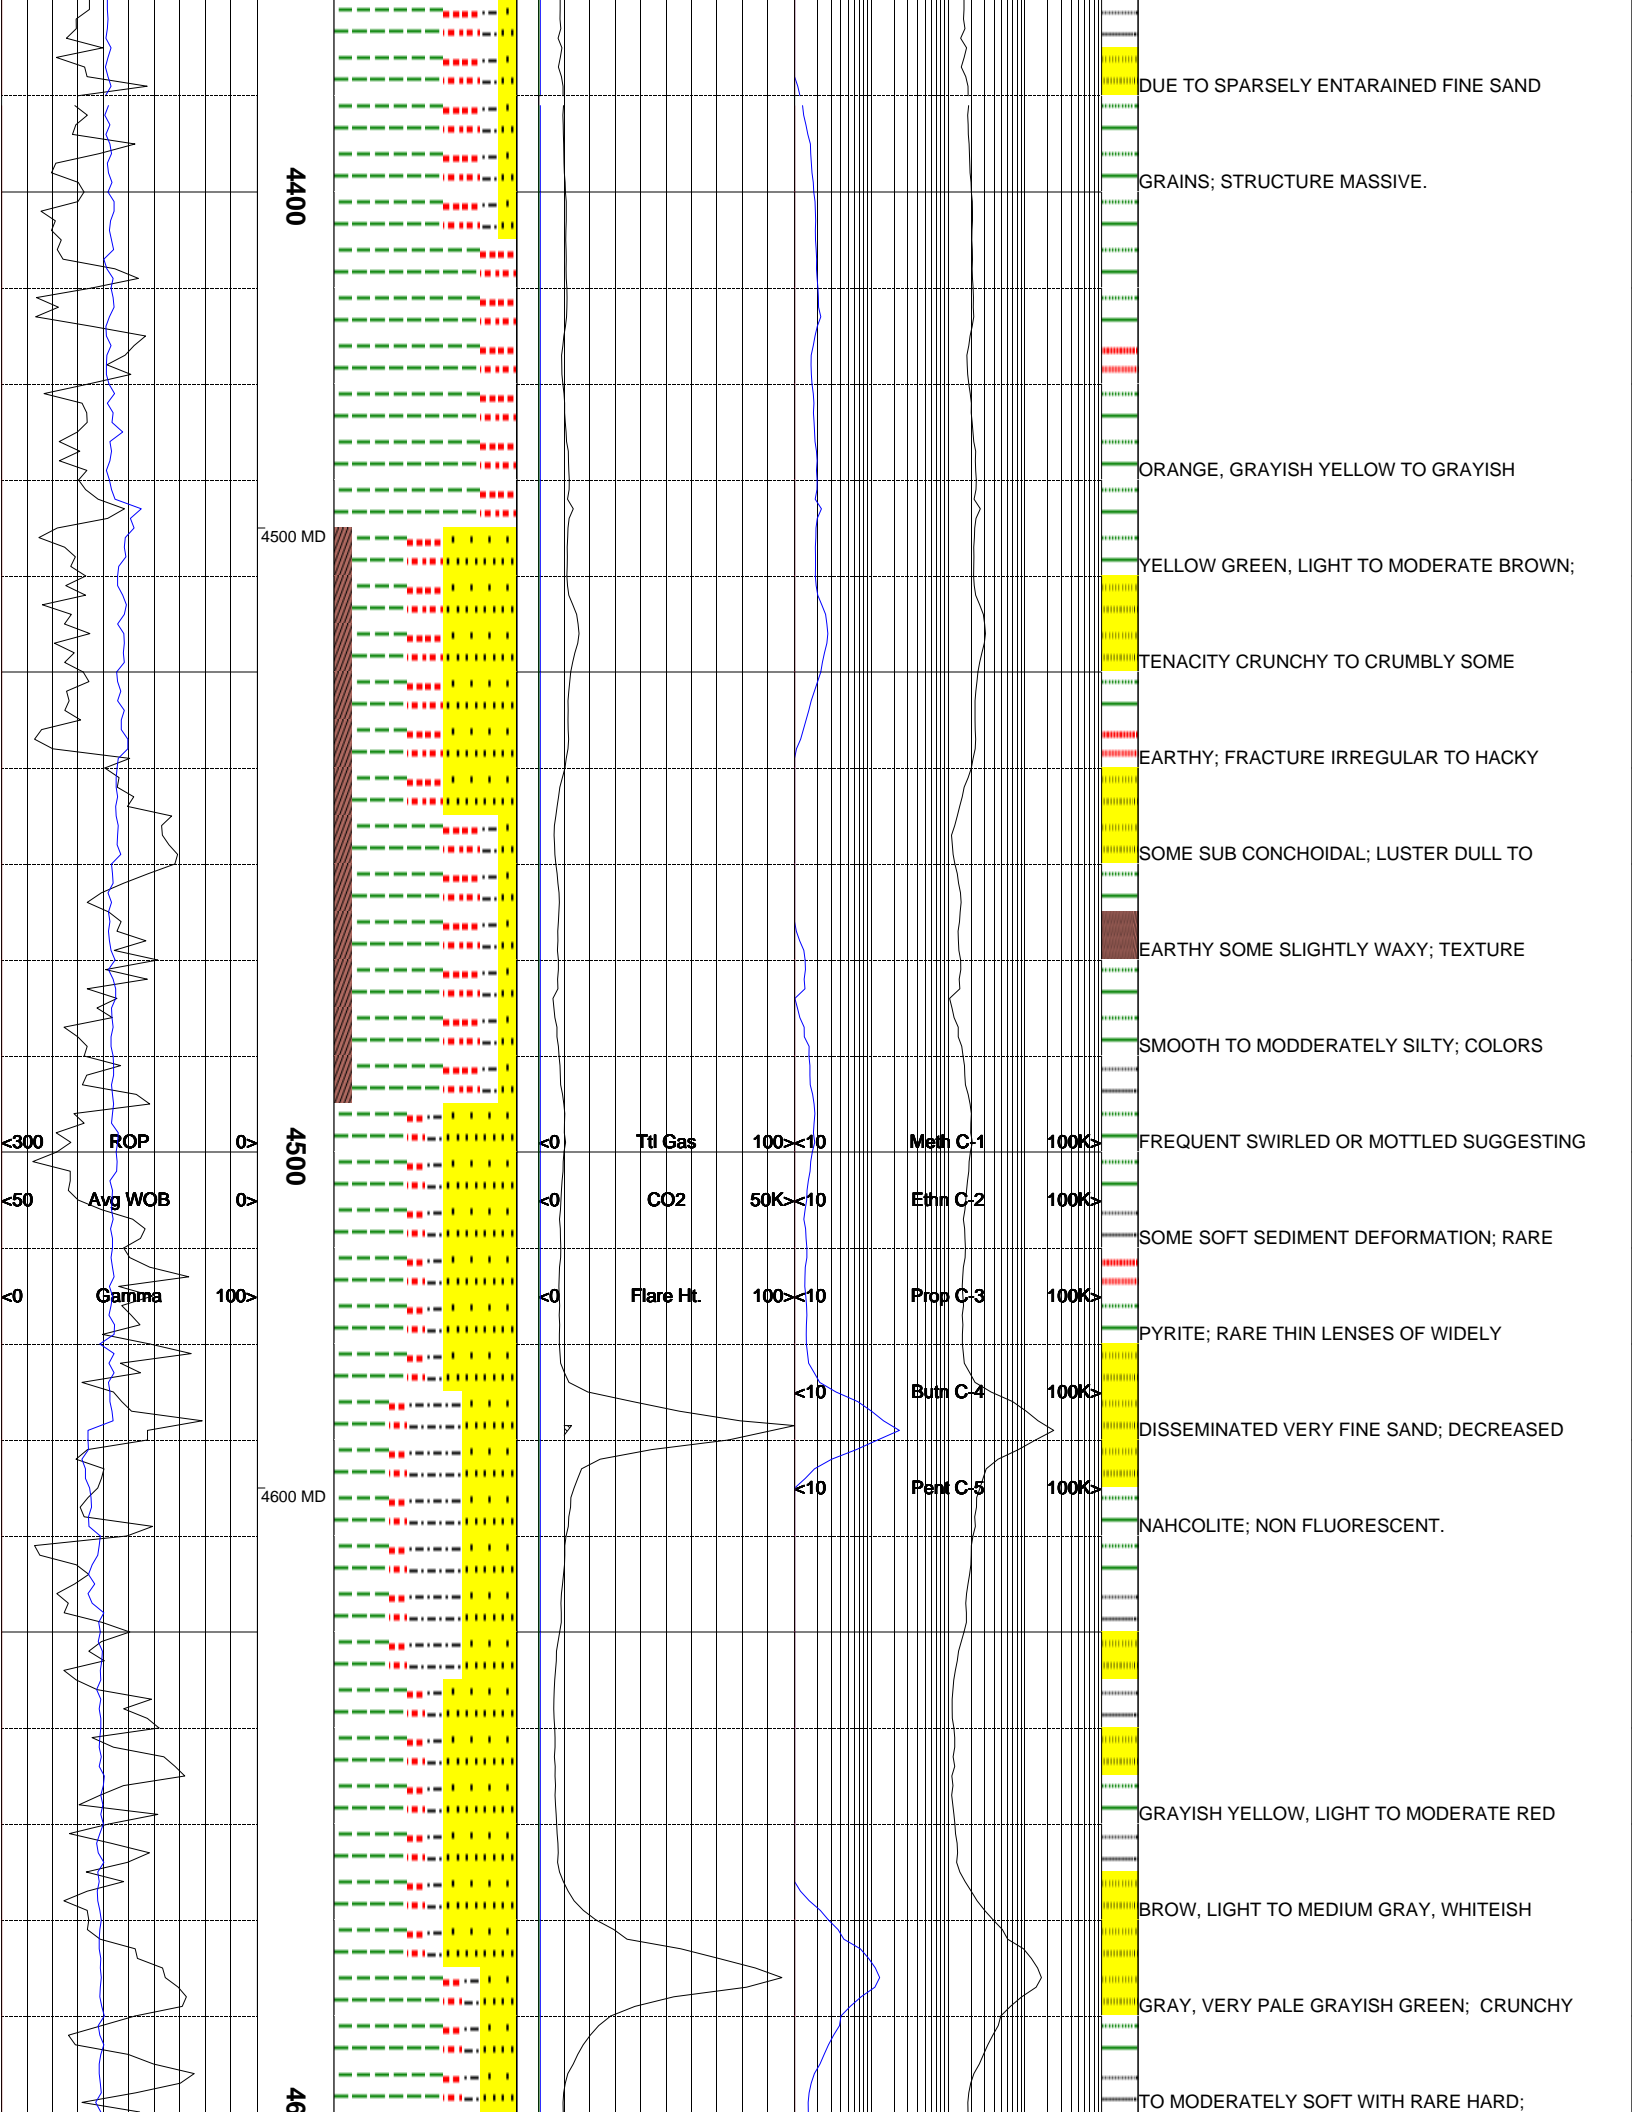 DUE TO SPARSELY ENTARAINED FINE SAND
4400
GRAINS; STRUCTURE MASSIVE.
ORANGE, GRAYISH YELLOW TO GRAYISH
4500 MD
YELLOW GREEN, LIGHT TO MODERATE BROWN;
TENACITY CRUNCHY TO CRUMBLY SOME
EARTHY; FRACTURE IRREGULAR TO HACKY
SOME SUB CONCHOIDAL; LUSTER DULL TO
EARTHY SOME SLIGHTLY WAXY; TEXTURE
SMOOTH TO MODDERATELY SILTY; COLORS
4500
<300 ROP 0> <0 Ttl Gas 100> <10 Meth C-1 100K> FREQUENT SWIRLED OR MOTTLED SUGGESTING
<50 Avg WOB 0> <0 CO2 50K> <10 Ethn C-2 100K>
SOME SOFT SEDIMENT DEFORMATION; RARE
<0 Gamma 100> <0 Flare Ht. 100> <10 Prop C-3 100K>
PYRITE; RARE THIN LENSES OF WIDELY
<10 Butn C-4 100K>
DISSEMINATED VERY FINE SAND; DECREASED
4600 MD <10 Pent C-5 100K>
NAHCOLITE; NON FLUORESCENT.
GRAYISH YELLOW, LIGHT TO MODERATE RED
BROW, LIGHT TO MEDIUM GRAY, WHITEISH
GRAY, VERY PALE GRAYISH GREEN;  CRUNCHY
46
TO MODERATELY SOFT WITH RARE HARD;